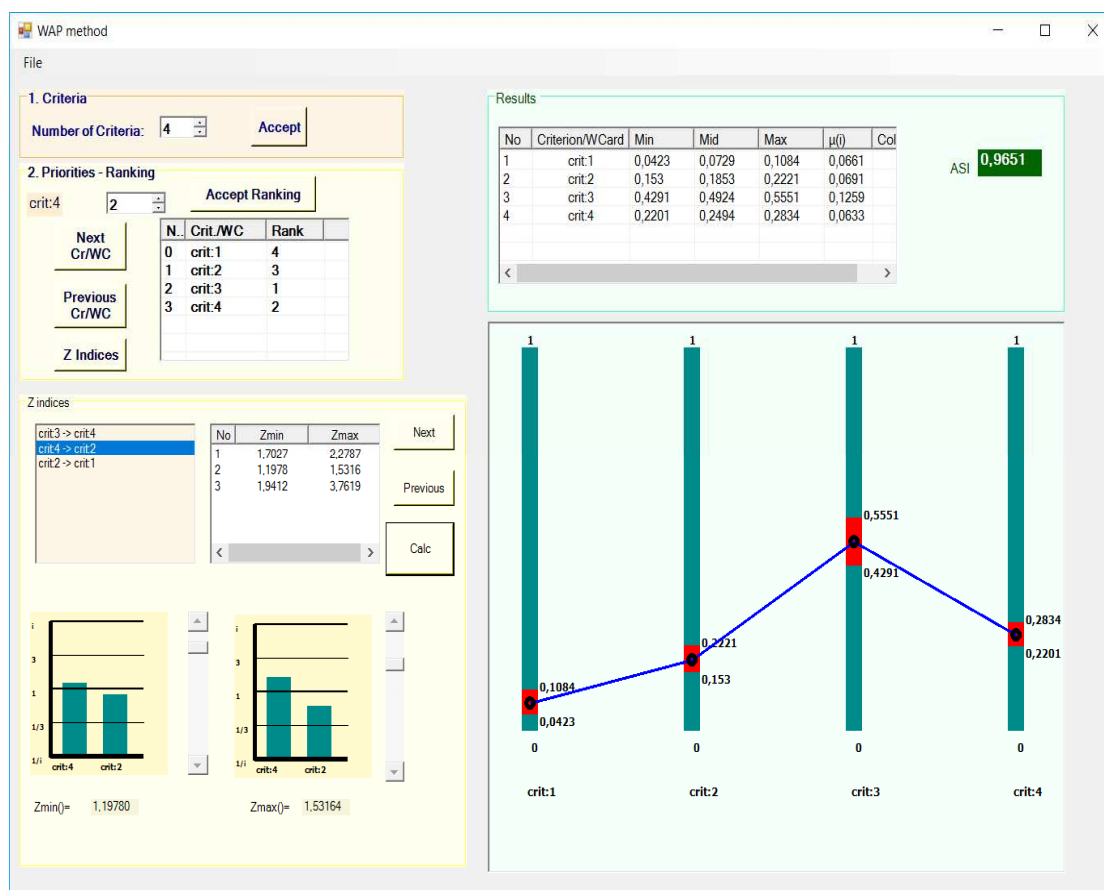 WAP method
File
1. Criteria
Number of Criteria: 4 Accept
2. Priorities - Ranking
crit:4 2 Accept Ranking
Next Cr/WC
Previous Cr/WC
Z Indices
N.. Crit./WC Rank
0 crit:1 4
1 crit:2 3
2 crit:3 1
3 crit:4 2
Z indices
crit:3 -> crit:4
crit:4 -> crit:2
crit:2 -> crit:1
No Zmin Zmax
1 1,7027 2,2787
2 1,1978 1,5316
3 1,9412 3,7619
Next
Previous
Calc
i
3
1
1/3
1/i
crit:4 crit:2
i
3
1
1/3
1/i
crit:4 crit:2
Zmin()= 1,19780
Zmax()= 1,53164
Results
No Criterion/WCard Min Mid Max μ(i) Col
1 crit:1 0,0423 0,0729 0,1084 0,0661
2 crit:2 0,153 0,1853 0,2221 0,0691
3 crit:3 0,4291 0,4924 0,5551 0,1259
4 crit:4 0,2201 0,2494 0,2834 0,0633
ASI 0,9651
1 1 1 1
0,5551
0,4291
0,2834
0,2221
0,2201
0,153
0,1084
0,0423
0 0 0 0
crit:1 crit:2 crit:3 crit:4